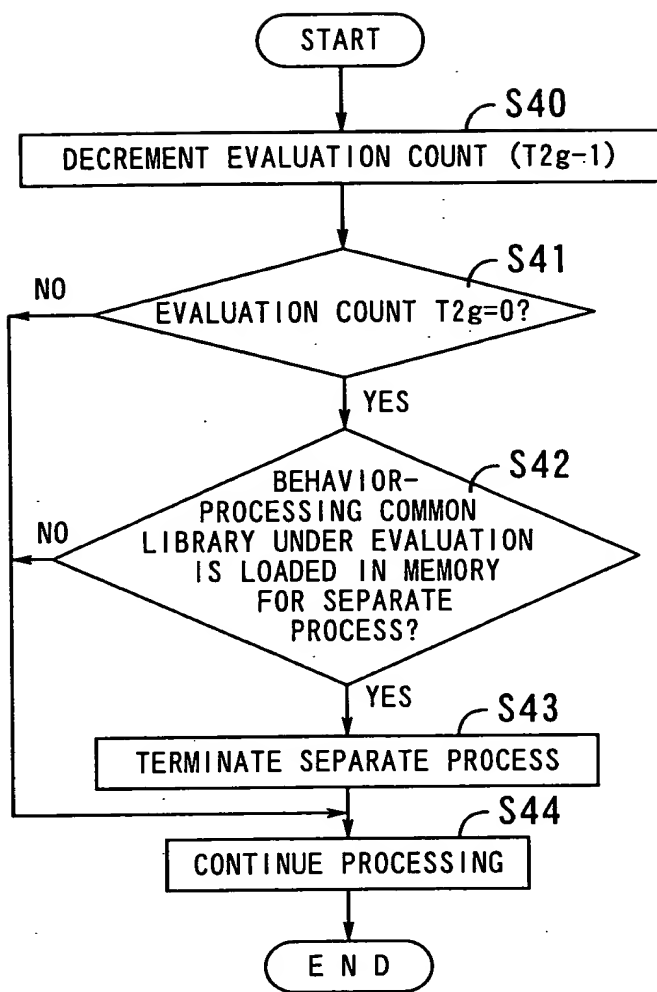 START
S40
DECREMENT EVALUATION COUNT (T2g-1)
S41
NO
EVALUATION COUNT T2g=0?
YES
S42
BEHAVIOR-
PROCESSING COMMON
NO
LIBRARY UNDER EVALUATION
IS LOADED IN MEMORY
FOR SEPARATE
PROCESS?
YES
S43
TERMINATE SEPARATE PROCESS
S44
CONTINUE PROCESSING
END